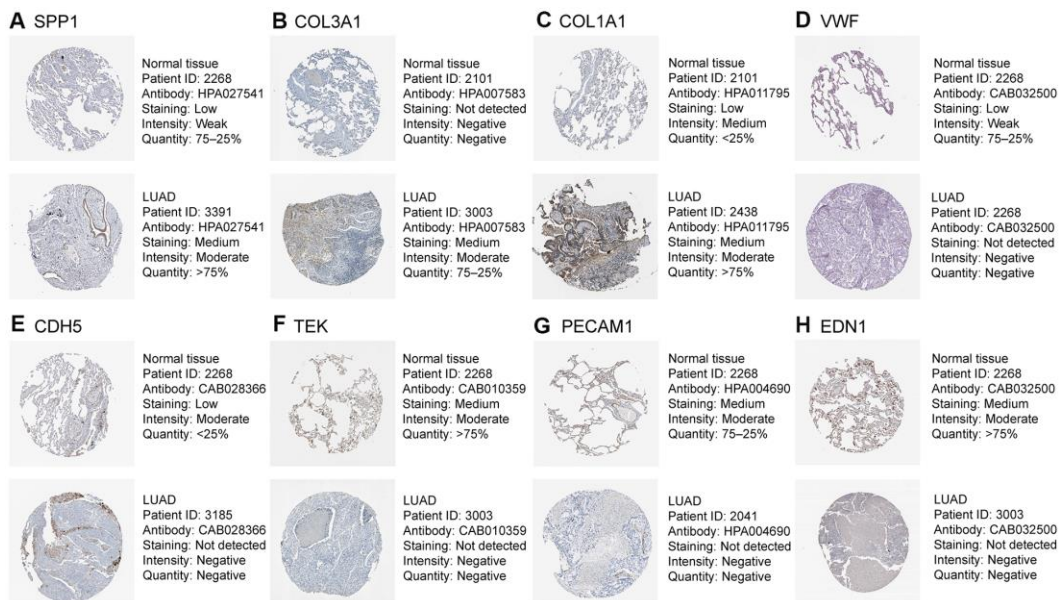 A SPP1
Normal tissue
Patient ID: 2268
Antibody: HPA027541
Staining: Low
Intensity: Weak
Quantity: 75–25%
LUAD
Patient ID: 3391
Antibody: HPA027541
Staining: Medium
Intensity: Moderate
Quantity: >75%
B COL3A1
Normal tissue
Patient ID: 2101
Antibody: HPA007583
Staining: Not detected
Intensity: Negative
Quantity: Negative
LUAD
Patient ID: 3003
Antibody: HPA007583
Staining: Medium
Intensity: Moderate
Quantity: 75–25%
C COL1A1
Normal tissue
Patient ID: 2101
Antibody: HPA011795
Staining: Low
Intensity: Medium
Quantity: <25%
LUAD
Patient ID: 2438
Antibody: HPA011795
Staining: Medium
Intensity: Moderate
Quantity: >75%
D VWF
Normal tissue
Patient ID: 2268
Antibody: CAB032500
Staining: Low
Intensity: Weak
Quantity: 75–25%
LUAD
Patient ID: 2268
Antibody: CAB032500
Staining: Not detected
Intensity: Negative
Quantity: Negative
E CDH5
Normal tissue
Patient ID: 2268
Antibody: CAB028366
Staining: Low
Intensity: Moderate
Quantity: <25%
LUAD
Patient ID: 3185
Antibody: CAB028366
Staining: Not detected
Intensity: Negative
Quantity: Negative
F TEK
Normal tissue
Patient ID: 2268
Antibody: CAB010359
Staining: Medium
Intensity: Moderate
Quantity: >75%
LUAD
Patient ID: 3003
Antibody: CAB010359
Staining: Not detected
Intensity: Negative
Quantity: Negative
G PECAM1
Normal tissue
Patient ID: 2268
Antibody: HPA004690
Staining: Medium
Intensity: Moderate
Quantity: 75–25%
LUAD
Patient ID: 2041
Antibody: HPA004690
Staining: Not detected
Intensity: Negative
Quantity: Negative
H EDN1
Normal tissue
Patient ID: 2268
Antibody: CAB032500
Staining: Medium
Intensity: Moderate
Quantity: >75%
LUAD
Patient ID: 3003
Antibody: CAB032500
Staining: Not detected
Intensity: Negative
Quantity: Negative